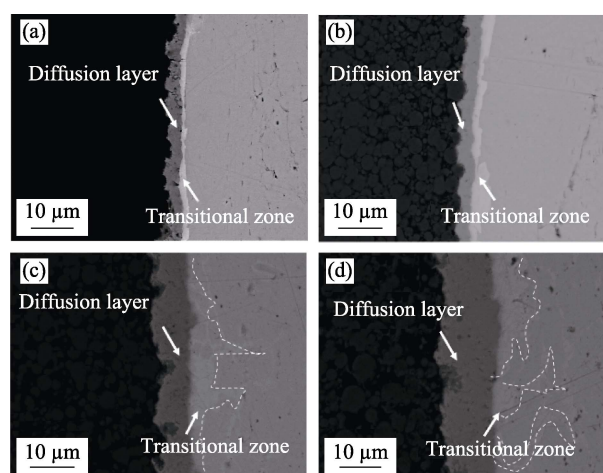 (a)
Diffusion layer
Transitional zone
10 μm
(b)
Diffusion layer
Transitional zone
10 μm
(c)
Diffusion layer
Transitional zone
10 μm
(d)
Diffusion layer
Transitional zone
10 μm